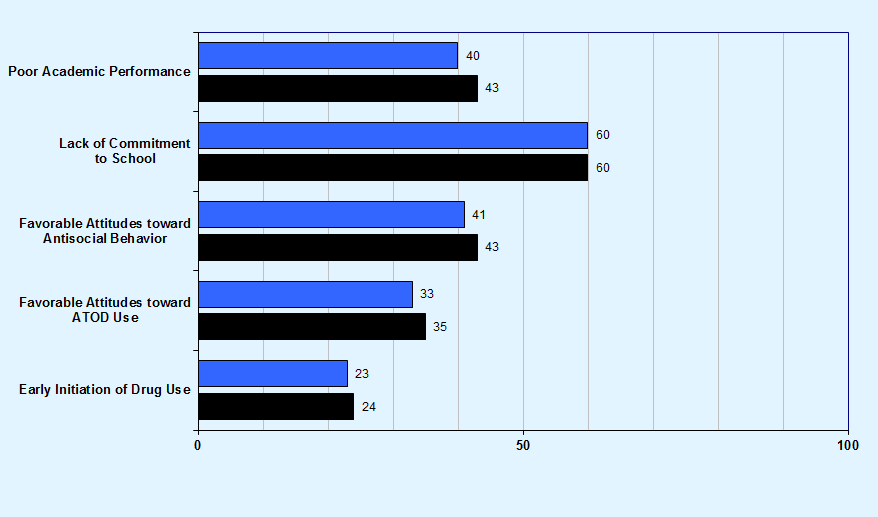 Poor Academic Performance
40
43
Lack of Commitment
to School
60
60
Favorable Attitudes toward
Antisocial Behavior
41
43
Favorable Attitudes toward
ATOD Use
33
35
Early Initiation of Drug Use
23
24
0 50 100